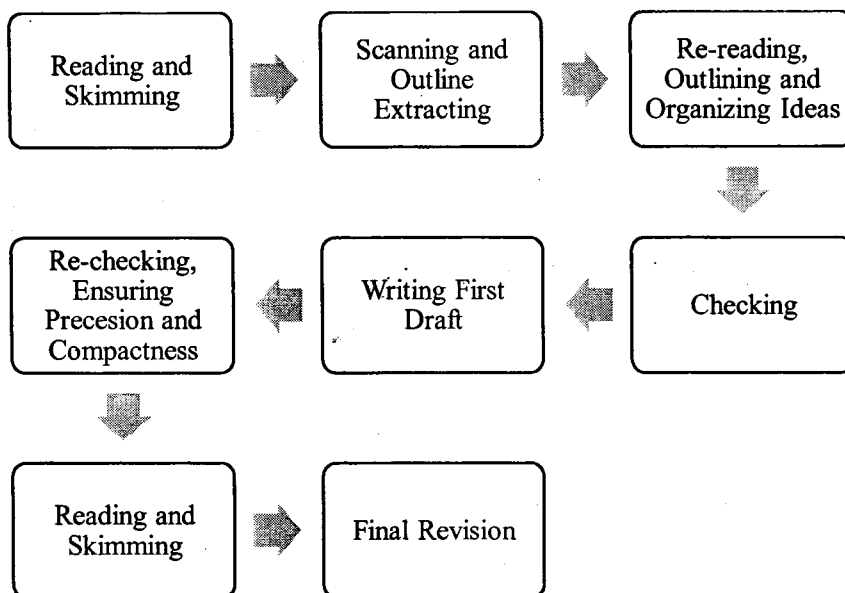 Reading and
Skimming
Scanning and
Outline
Extracting
Re-reading,
Outlining and
Organizing Ideas
Checking
Writing First
Draft
Re-checking,
Ensuring
Precesion and
Compactness
Reading and
Skimming
Final Revision